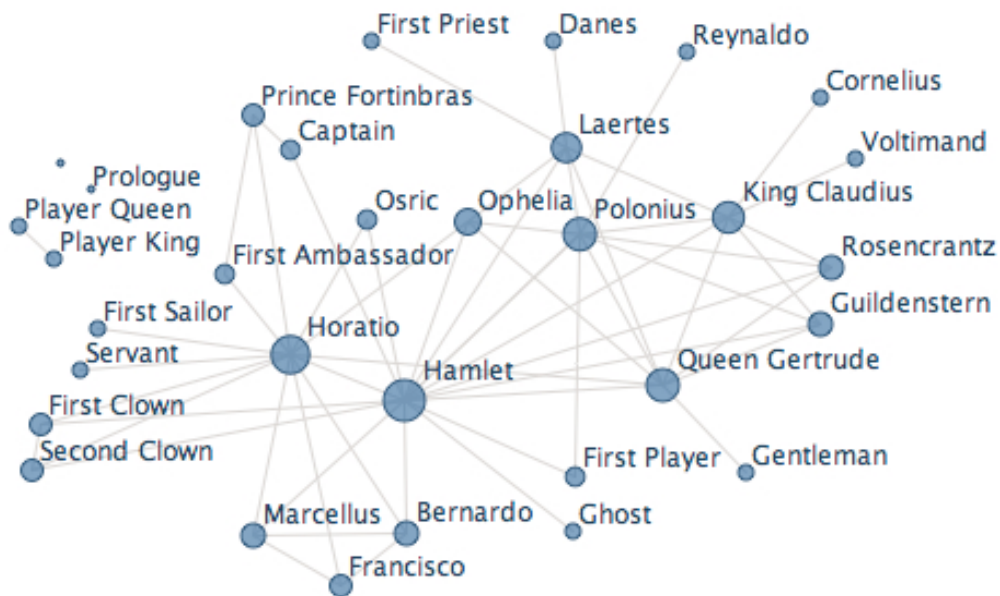 First Priest
Danes
Reynaldo
Cornelius
Prince Fortinbras
Captain
Laertes
Voltimand
Prologue
Player Queen
Player King
Osric
Ophelia
Polonius
King Claudius
First Ambassador
Rosencrantz
First Sailor
Horatio
Guildenstern
Servant
Hamlet
Queen Gertrude
First Clown
Second Clown
First Player
Gentleman
Marcellus
Bernardo
Ghost
Francisco